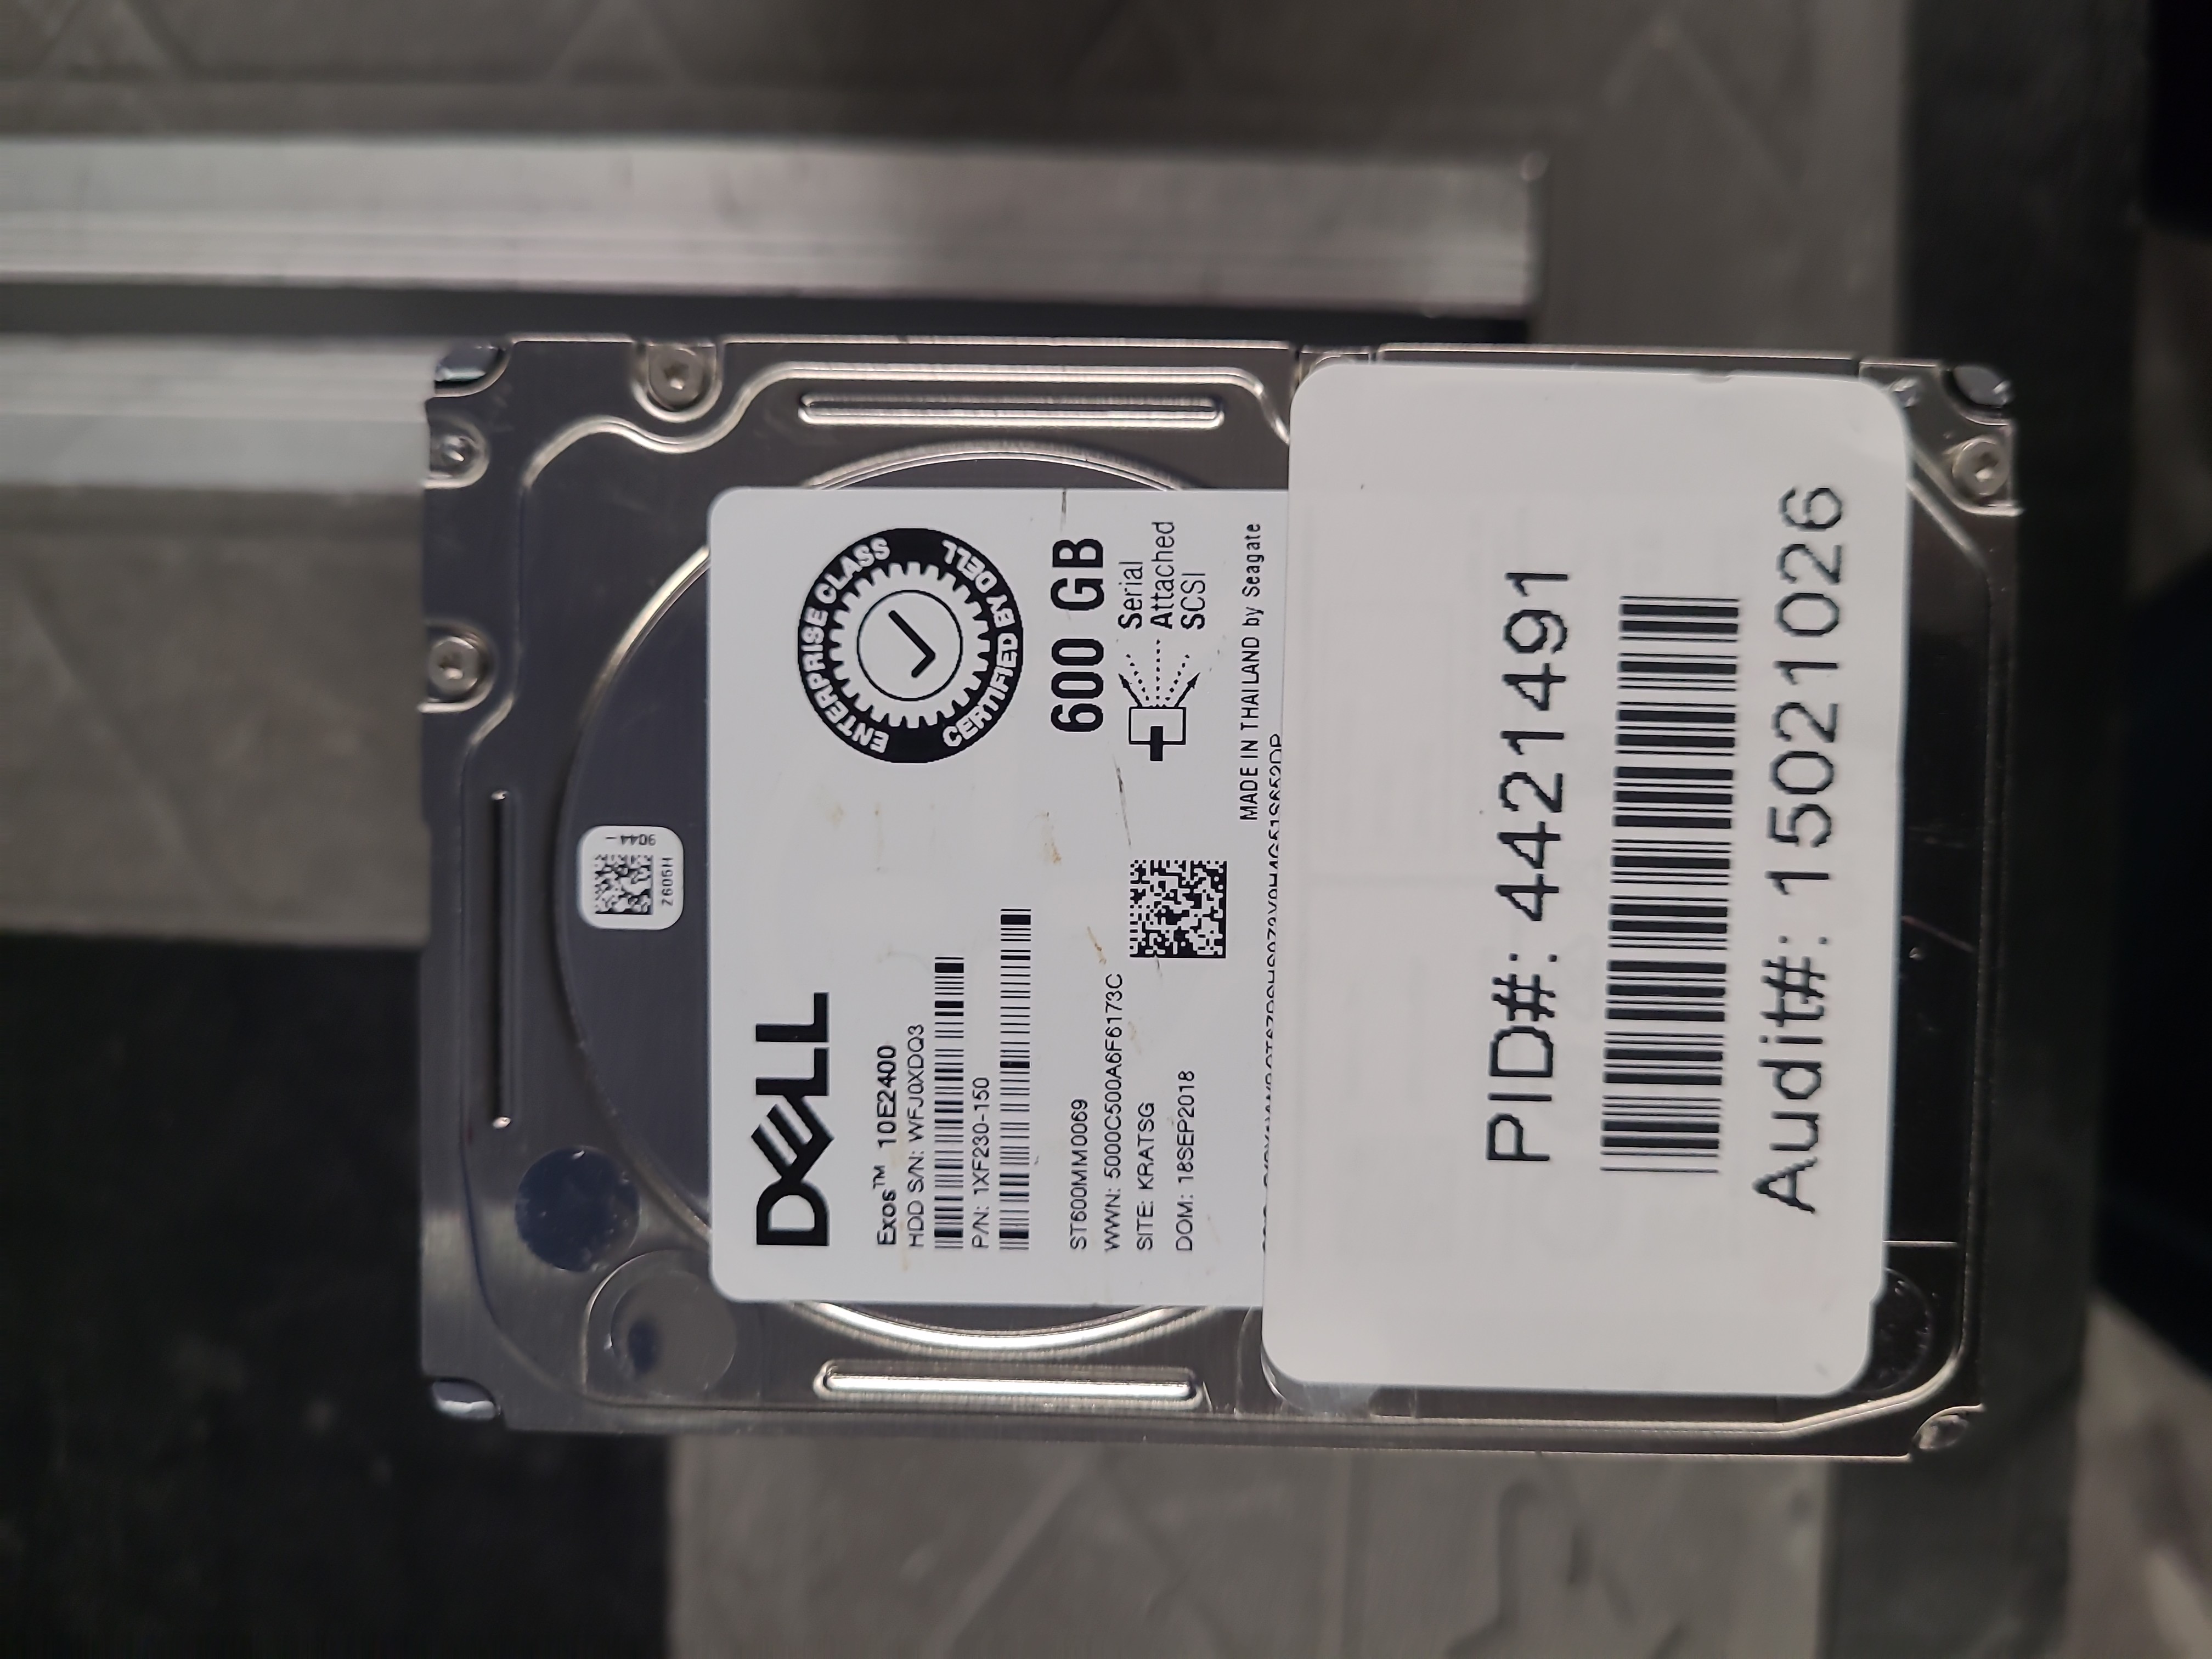 Z605H
9044-
DELL
Exos™ 10E2400
HDD S/N: WFJ0XDQ3
P/N: 1XF230-150
ENTERPRISE CLASS
CERTIFIED BY DELL
600 GB
ST600MM0069
WWN: 5000C500A6F6173C
SITE: KRATSG
DOM: 18SEP2018
Serial
Attached
SCSI
MADE IN THAILAND by Seagate
PID#: 4421491
Audit#: 15021026